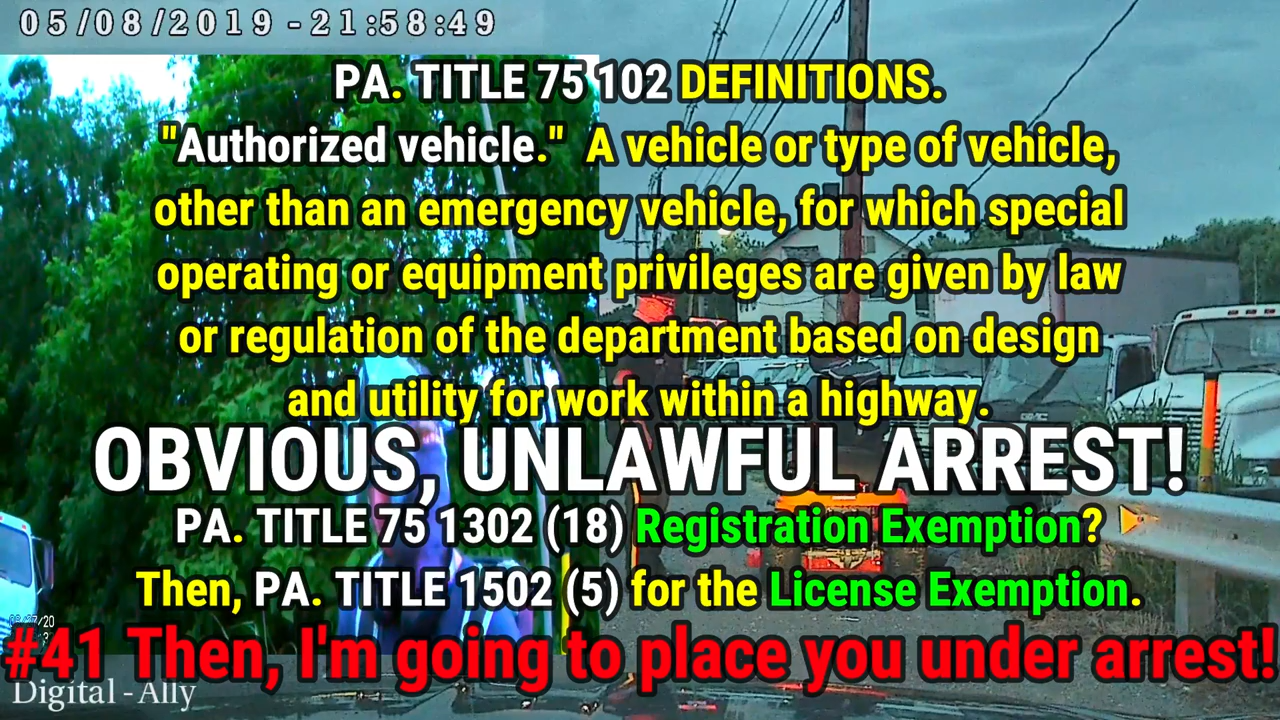 05/08/2019 - 21:58:49
PA. TITLE 75 102 DEFINITIONS.
"Authorized vehicle." A vehicle or type of vehicle,
other than an emergency vehicle, for which special
operating or equipment privileges are given by law
or regulation of the department based on design
and utility for work within a highway.
OBVIOUS, UNLAWFUL ARREST!
PA. TITLE 75 1302 (18) Registration Exemption?
Then, PA. TITLE 1502 (5) for the License Exemption.
#41 Then, I'm going to place you under arrest!
Digital - Ally